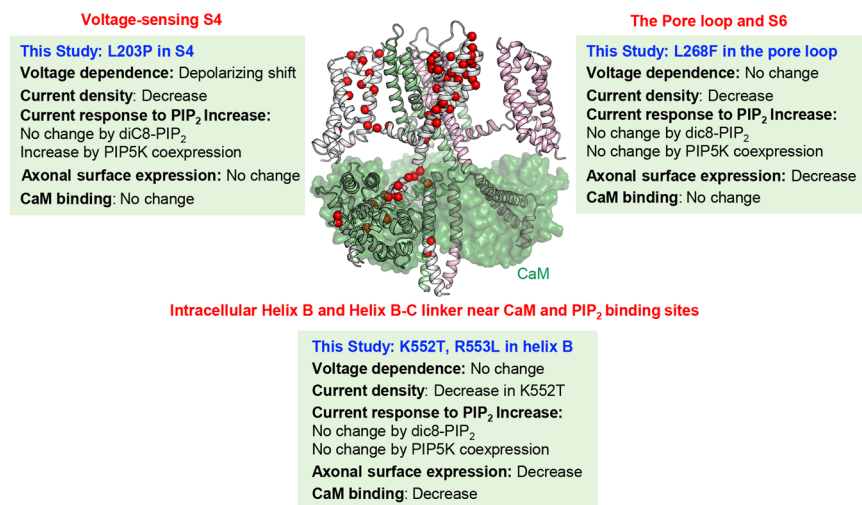 Voltage-sensing S4
This Study: L203P in S4
Voltage dependence: Depolarizing shift
Current density: Decrease
Current response to PIP₂ Increase:
No change by diC8-PIP₂
Increase by PIP5K coexpression
Axonal surface expression: No change
CaM binding: No change
The Pore loop and S6
This Study: L268F in the pore loop
Voltage dependence: No change
Current density: Decrease
Current response to PIP₂ Increase:
No change by dic8-PIP₂
No change by PIP5K coexpression
Axonal surface expression: Decrease
CaM binding: No change
CaM
Intracellular Helix B and Helix B-C linker near CaM and PIP₂ binding sites
This Study: K552T, R553L in helix B
Voltage dependence: No change
Current density: Decrease in K552T
Current response to PIP₂ Increase:
No change by dic8-PIP₂
No change by PIP5K coexpression
Axonal surface expression: Decrease
CaM binding: Decrease